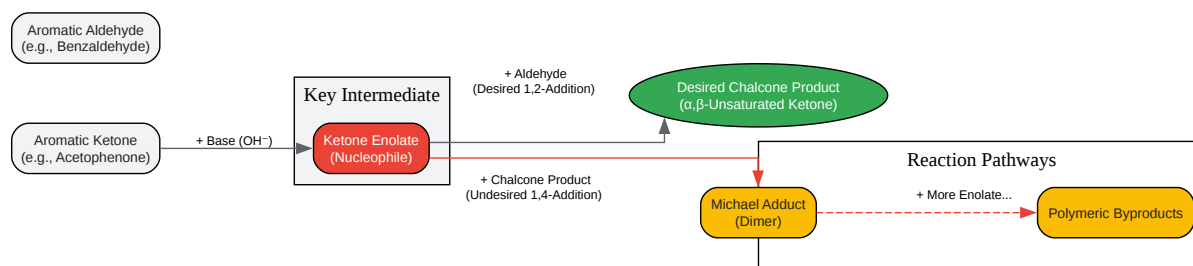 Aromatic Aldehyde
(e.g., Benzaldehyde)
+ Aldehyde
(Desired 1,2-Addition)
Desired Chalcone Product
(α,β-Unsaturated Ketone)
Key Intermediate
Aromatic Ketone
(e.g., Acetophenone)
+ Base (OH⁻)
Ketone Enolate
(Nucleophile)
+ Chalcone Product
(Undesired 1,4-Addition)
Reaction Pathways
Michael Adduct
(Dimer)
+ More Enolate...
Polymeric Byproducts